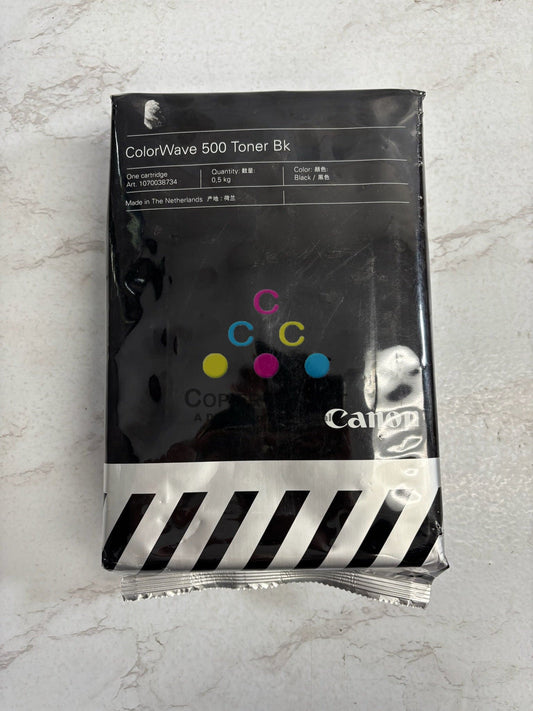 ColorWave 500 Toner Bk
One cartridge
Art. 1070038734
Quantity: 數量:
0,5 kg
Color: 顏色:
Black / 黑色
Made in The Netherlands 产地 : 荷兰
C
C C
Canon